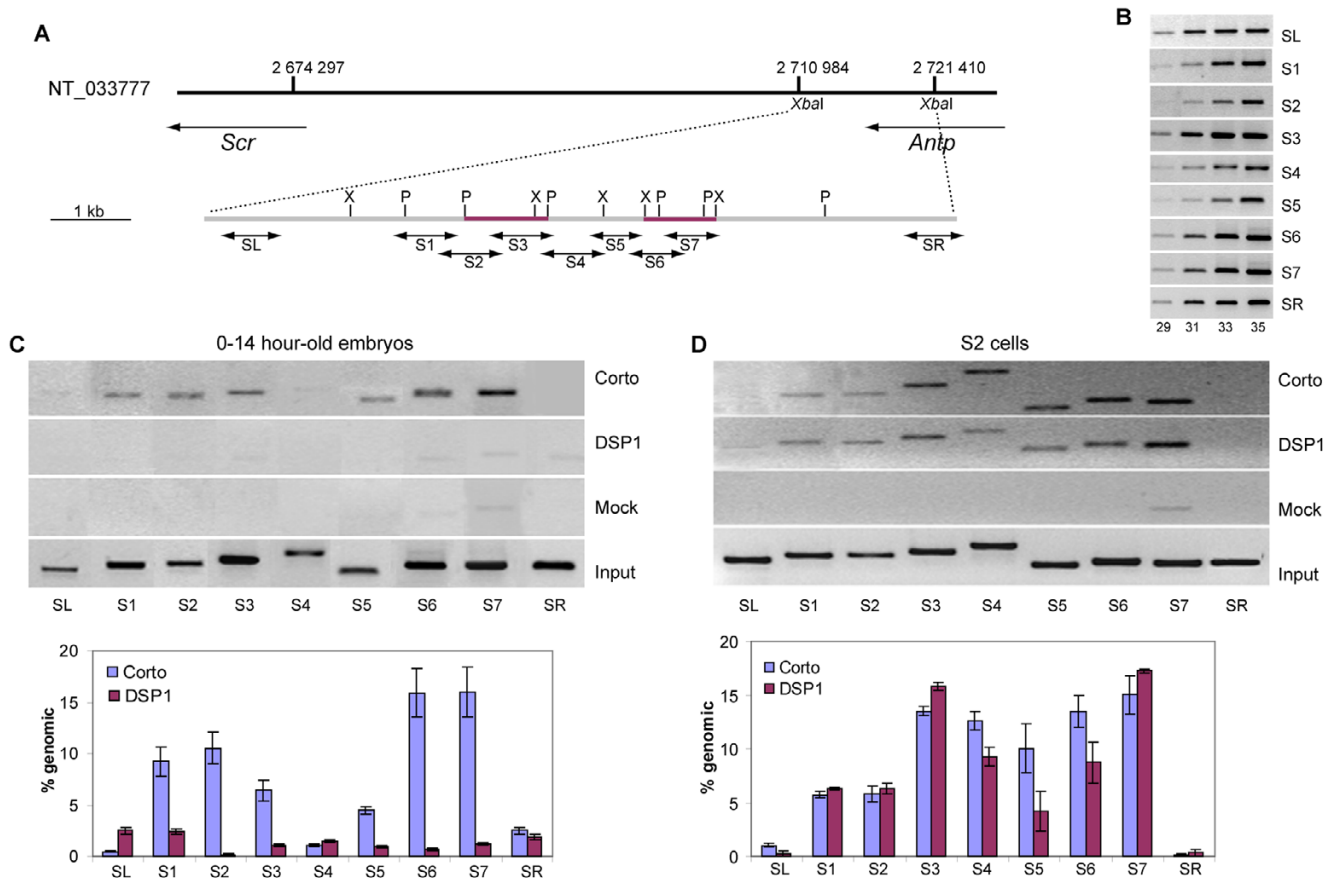 A
NT_033777
2 674 297
2 710 984
2 721 410
XbaI
XbaI
Scr
Antp
1 kb
X P P X P X X P P X P
SL S1 S3 S5 S7 SR
S2 S4 S6
B
SL
S1
S2
S3
S4
S5
S6
S7
SR
29 31 33 35
C
0-14 hour-old embryos
Corto
DSP1
Mock
Input
SL S1 S2 S3 S4 S5 S6 S7 SR
% genomic
20
15
10
5
0
Corto
DSP1
SL S1 S2 S3 S4 S5 S6 S7 SR
D
S2 cells
Corto
DSP1
Mock
Input
SL S1 S2 S3 S4 S5 S6 S7 SR
% genomic
20
15
10
5
0
Corto
DSP1
SL S1 S2 S3 S4 S5 S6 S7 SR